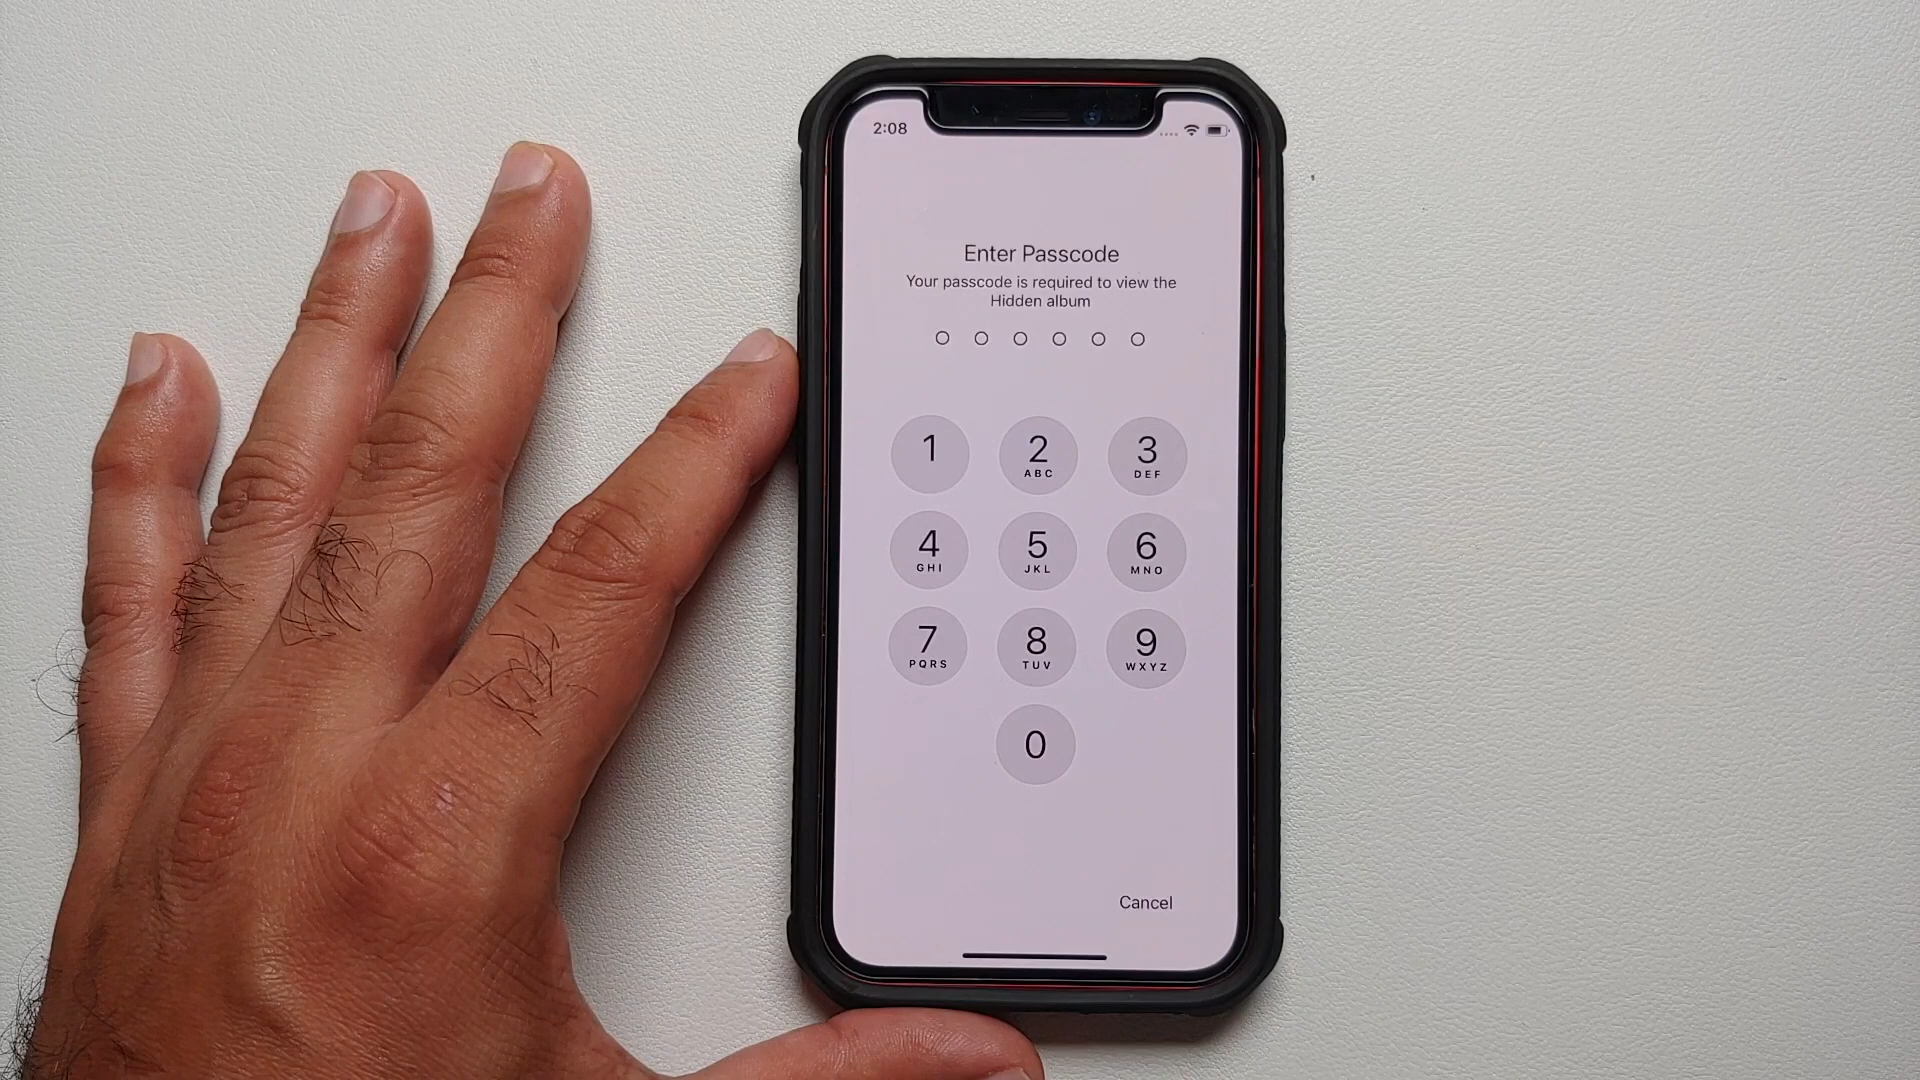 2:08
Enter Passcode
Your passcode is required to view the
Hidden album
1 2 3
ABC DEF
4 5 6
GHI JKL MNO
7 8 9
PQRS TUV WXYZ
0
Cancel